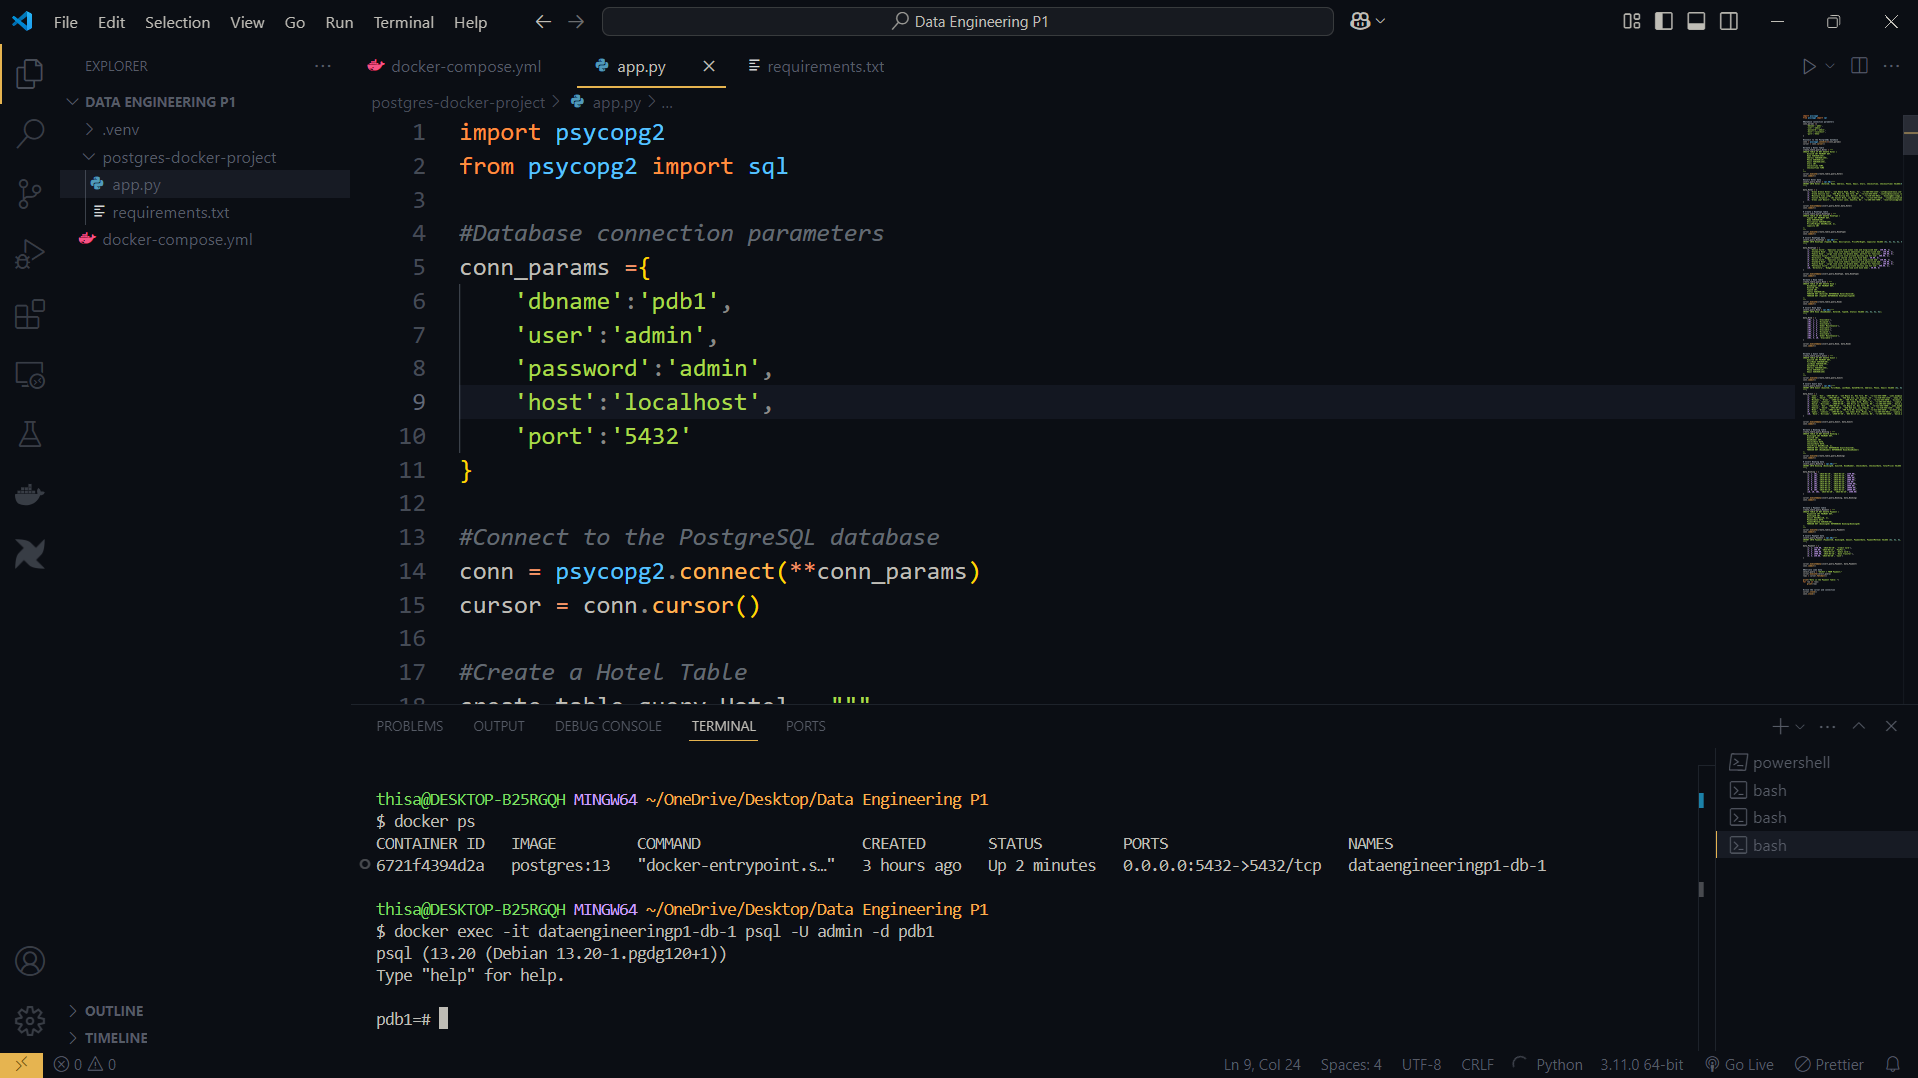 File Edit Selection View Go Run Terminal Help
Data Engineering P1
EXPLORER
DATA ENGINEERING P1
.venv
postgres-docker-project
app.py
requirements.txt
docker-compose.yml
OUTLINE
TIMELINE
docker-compose.yml app.py requirements.txt
postgres-docker-project > app.py > ...
1 import psycopg2
2 from psycopg2 import sql
3
4 #Database connection parameters
5 conn_params ={
6 'dbname':'pdb1',
7 'user':'admin',
8 'password':'admin',
9 'host':'localhost',
10 'port':'5432'
11 }
12
13 #Connect to the PostgreSQL database
14 conn = psycopg2.connect(**conn_params)
15 cursor = conn.cursor()
16
17 #Create a Hotel Table
18 create_table_query_Hotel = """
PROBLEMS OUTPUT DEBUG CONSOLE TERMINAL PORTS
thisa@DESKTOP-B25RGQH MINGW64 ~/OneDrive/Desktop/Data Engineering P1
$ docker ps
CONTAINER ID IMAGE COMMAND CREATED STATUS PORTS NAMES
6721f4394d2a postgres:13 "docker-entrypoint.s…" 3 hours ago Up 2 minutes 0.0.0.0:5432->5432/tcp dataengineeringp1-db-1
thisa@DESKTOP-B25RGQH MINGW64 ~/OneDrive/Desktop/Data Engineering P1
$ docker exec -it dataengineeringp1-db-1 psql -U admin -d pdb1
psql (13.20 (Debian 13.20-1.pgdg120+1))
Type "help" for help.
pdb1=#
powershell
bash
bash
bash
0 0
Ln 9, Col 24 Spaces: 4 UTF-8 CRLF Python 3.11.0 64-bit Go Live Prettier